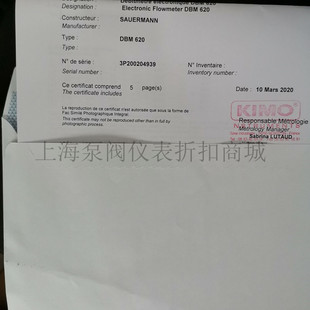 Designation : Electronic Flowmeter DBM 620
Constructeur : SAUERMANN
Manufacturer :
Type : DBM 620
Type :
N° de série : 3P200204939 N° Inventaire :
Serial number : Inventory number :
Ce certificat comprend 5 pages Date 10 Mars 2020
The certificate includes
La reproduction de ce certificat n'est autorisée que sous la forme de
Fac Similé Photographique Intégral.
This certificate may not be reproduced other than in full by
photographic process.
KIMO
INSTRUMENTS
Responsable Métrologie
Metrology Manager
Sabrina LUTAUD
上海泵阀仪表折扣商城